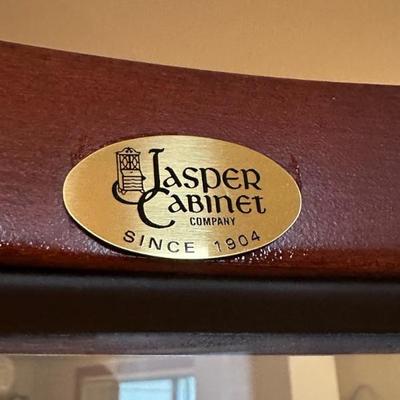 Jasper
Cabinet
COMPANY
SINCE 1904